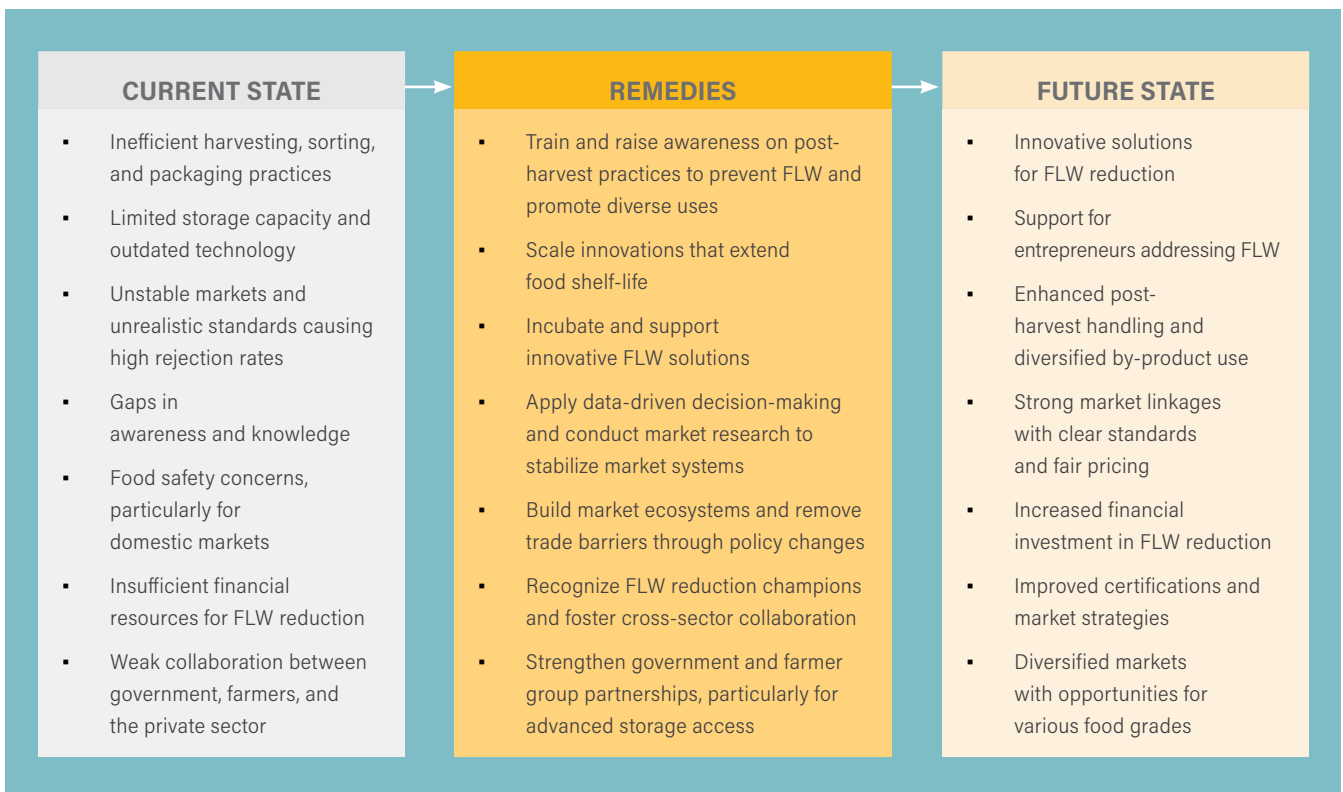 CURRENT STATE
▪ Inefficient harvesting, sorting,
and packaging practices
▪ Limited storage capacity and
outdated technology
▪ Unstable markets and
unrealistic standards causing
high rejection rates
▪ Gaps in
awareness and knowledge
▪ Food safety concerns,
particularly for
domestic markets
▪ Insufficient financial
resources for FLW reduction
▪ Weak collaboration between
government, farmers, and
the private sector
REMEDIES
▪ Train and raise awareness on post-
harvest practices to prevent FLW and
promote diverse uses
▪ Scale innovations that extend
food shelf-life
▪ Incubate and support
innovative FLW solutions
▪ Apply data-driven decision-making
and conduct market research to
stabilize market systems
▪ Build market ecosystems and remove
trade barriers through policy changes
▪ Recognize FLW reduction champions
and foster cross-sector collaboration
▪ Strengthen government and farmer
group partnerships, particularly for
advanced storage access
FUTURE STATE
▪ Innovative solutions
for FLW reduction
▪ Support for
entrepreneurs addressing FLW
▪ Enhanced post-
harvest handling and
diversified by-product use
▪ Strong market linkages
with clear standards
and fair pricing
▪ Increased financial
investment in FLW reduction
▪ Improved certifications and
market strategies
▪ Diversified markets
with opportunities for
various food grades